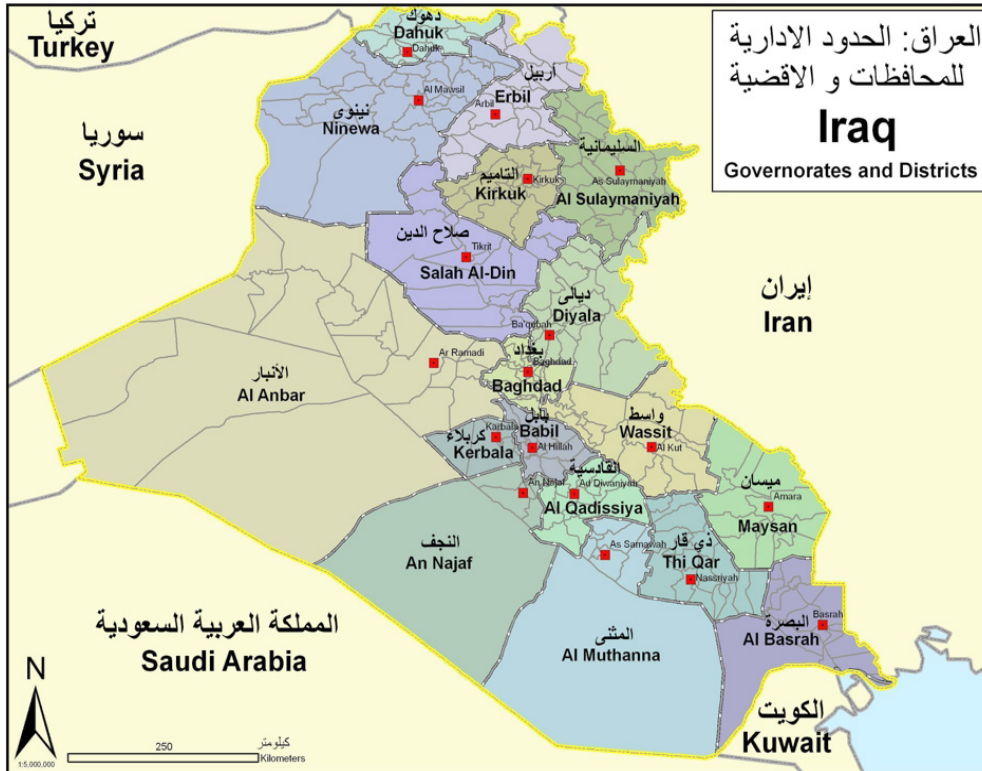 العراق: الحدود الادارية
للمحافظات و الاقضية
Iraq
Governorates and Districts
تركيا
Turkey
سوريا
Syria
إيران
Iran
المملكة العربية السعودية
Saudi Arabia
الكويت
Kuwait
دهوك
Dahuk
Dahuk
نينوى
Ninewa
Al Mawsil
أربيل
Erbil
Arbil
السليمانية
As Sulaymaniyah
Al Sulaymaniyah
التاميم
Kirkuk
Kirkuks
صلاح الدين
Tikrit
Salah Al-Din
ديالى
Diyala
Ba'qubah
بغداد
Baghdad
Baghdad
الأنبار
Al Anbar
Ar Ramadi
بابل
Babil
Al Hillah
Karbala
كربلاء
Kerbala
واسط
Wassit
Al Kut
القادسية
Ad Diwaniyah
Al Qadissiya
An Najaf
النجف
An Najaf
ميسان
Amara
Maysan
ذي قار
Thi Qar
Nassriyah
As Samawah
المثنى
Al Muthanna
البصرة
Basrah
Al Basrah
N
1:5,000,000
250
كيلومتر
Kilometers